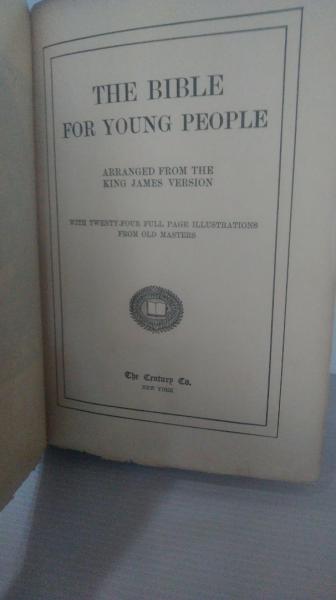 THE BIBLE
FOR YOUNG PEOPLE
ARRANGED FROM THE
KING JAMES VERSION
WITH TWENTY-FOUR FULL PAGE ILLUSTRATIONS
FROM OLD MASTERS
The Century Co.
NEW YORK